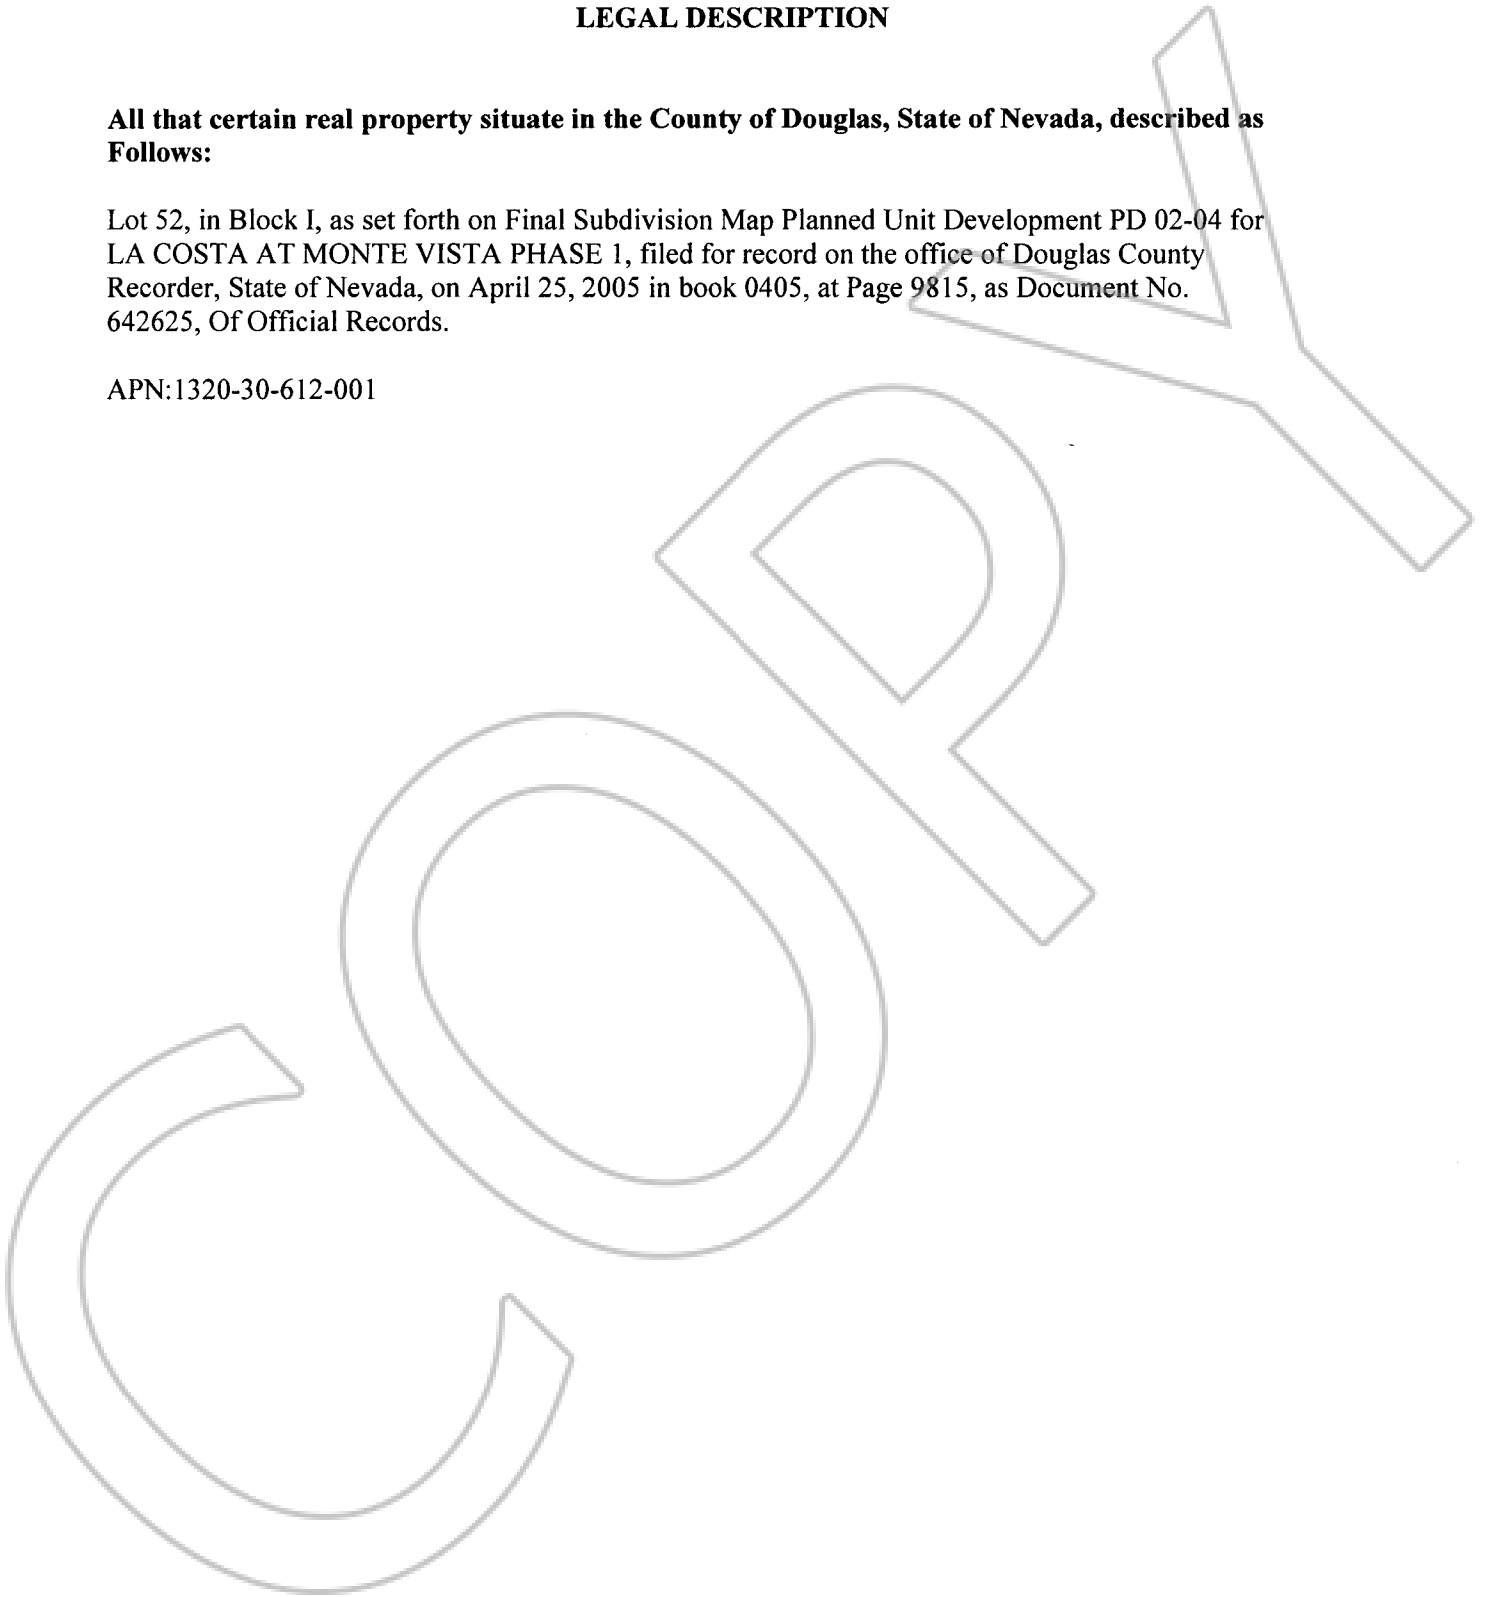 LEGAL DESCRIPTION
All that certain real property situate in the County of Douglas, State of Nevada, described as
Follows:
Lot 52, in Block I, as set forth on Final Subdivision Map Planned Unit Development PD 02-04 for
LA COSTA AT MONTE VISTA PHASE 1, filed for record on the office of Douglas County
Recorder, State of Nevada, on April 25, 2005 in book 0405, at Page 9815, as Document No.
642625, Of Official Records.
APN:1320-30-612-001
COPY